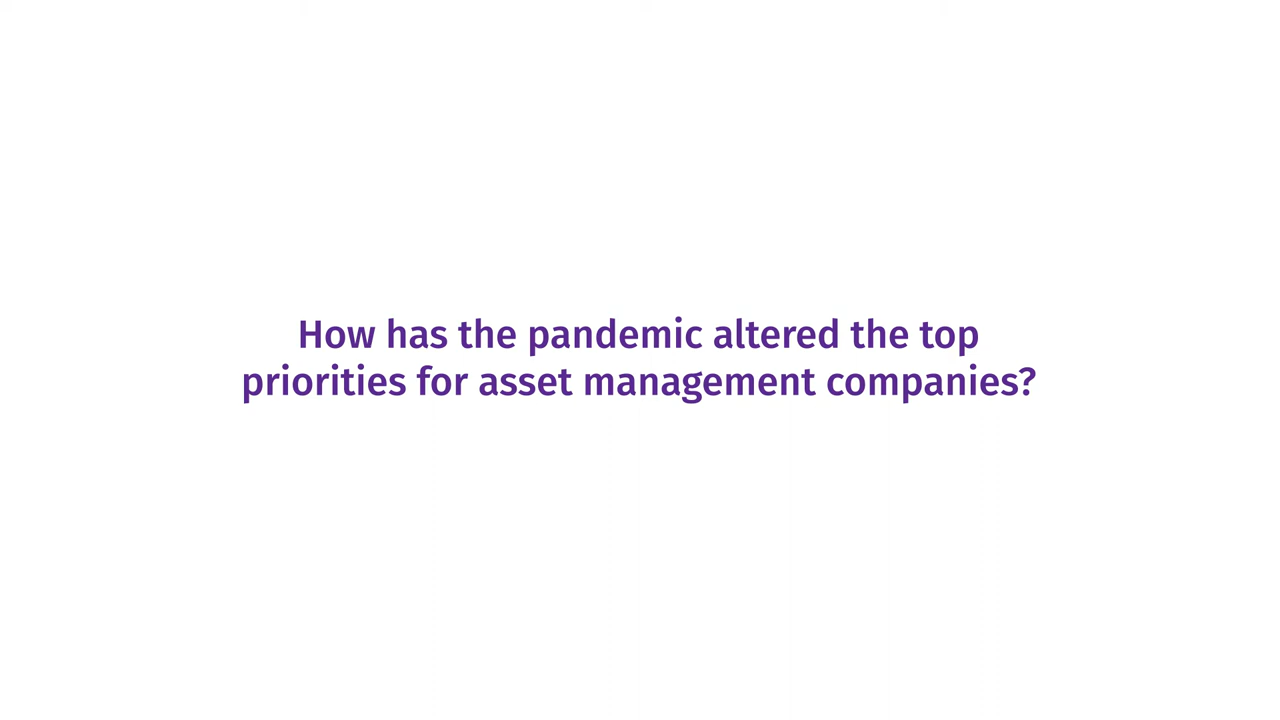 How has the pandemic altered the top
priorities for asset management companies?